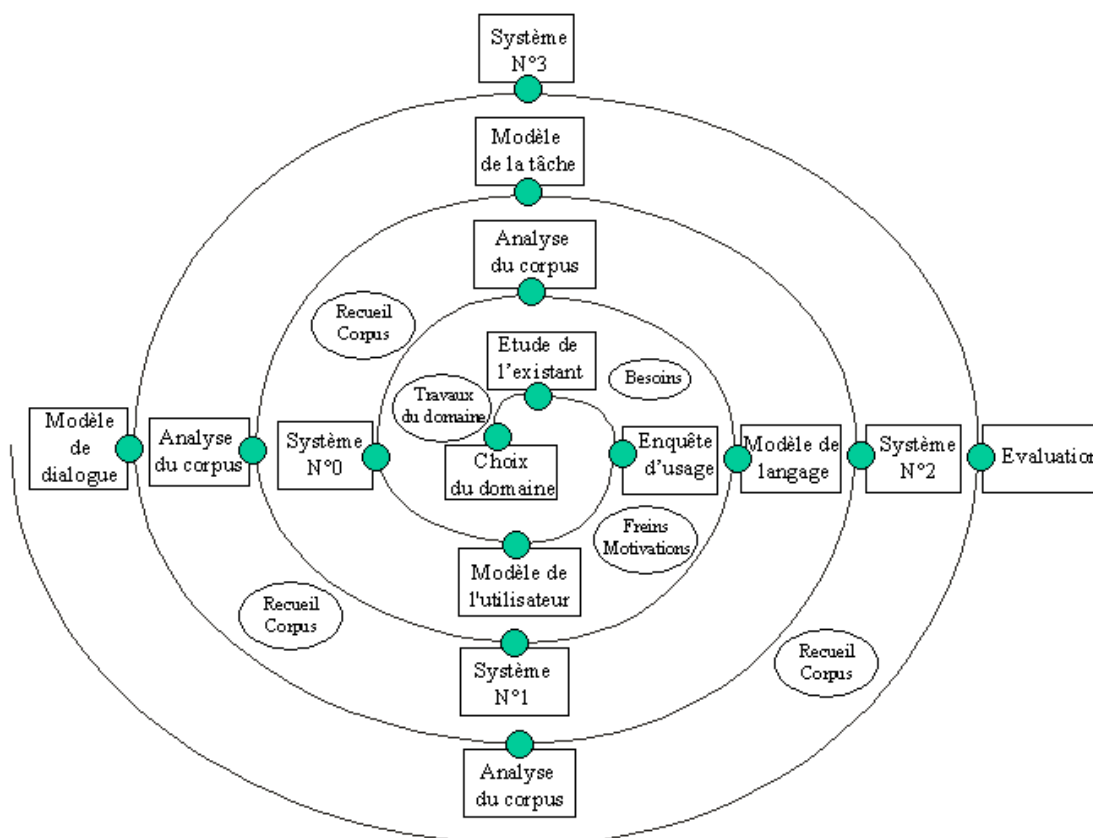 Système
N°3
Modèle
de la tâche
Analyse
du corpus
Recueil
Corpus
Etude de
l’existant
Besoins
Travaux
du domaine
Modèle
de
dialogue
Analyse
du corpus
Système
N°0
Choix
du domaine
Enquête
d’usage
Modèle de
langage
Système
N°2
Evaluation
Freins
Motivations
Modèle de
l'utilisateur
Recueil
Corpus
Recueil
Corpus
Système
N°1
Analyse
du corpus